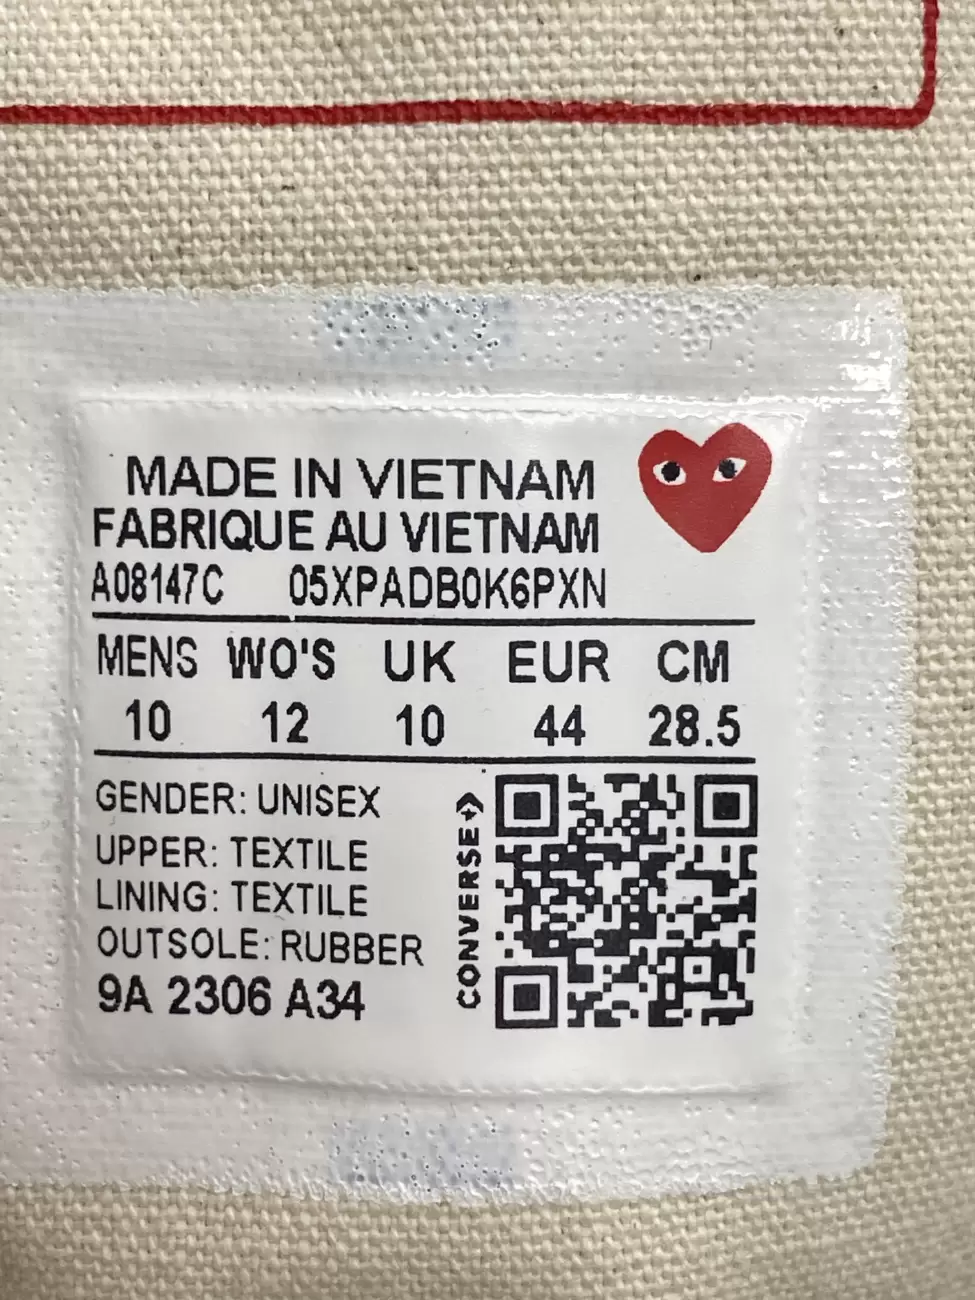 MADE IN VIETNAM
FABRIQUE AU VIETNAM
A08147C 05XPADB0K6PXN
MENS WO'S UK EUR CM
10 12 10 44 28.5
GENDER: UNISEX
UPPER: TEXTILE
LINING: TEXTILE
OUTSOLE: RUBBER
9A 2306 A34
CONVERSE